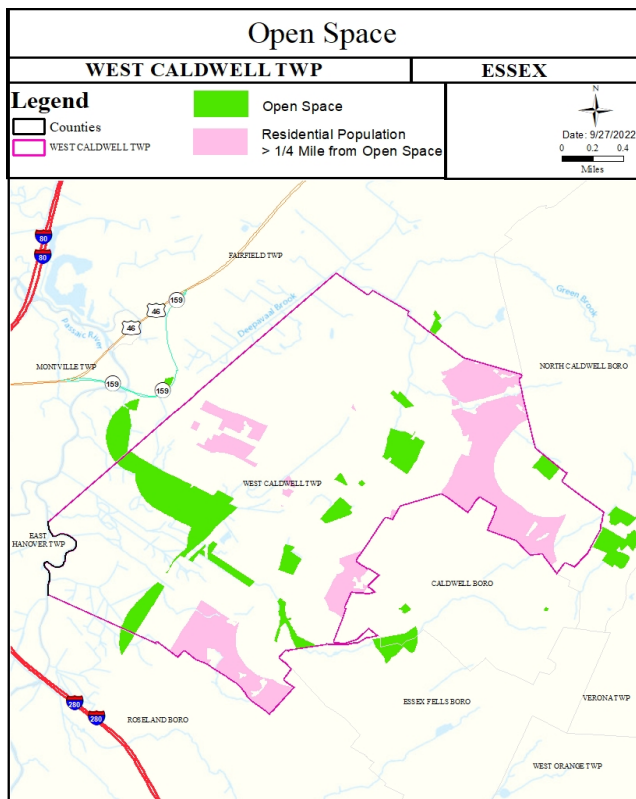 Open Space
WEST CALDWELL TWP
ESSEX
Legend
Counties
WEST CALDWELL TWP
Open Space
Residential Population
> 1/4 Mile from Open Space
N
Date: 9/27/2022
0 0.2 0.4
Miles
80
80
FAIRFIELD TWP
Green Brook
159
46
46
Deepavaal Brook
Passaic River
MONTVILLE TWP
159
159
NORTH CALDWELL BORO
WEST CALDWELL TWP
EAST
HANOVER TWP
CALDWELL BORO
280
280
ROSELAND BORO
ESSEX FELLS BORO
VERONA TWP
WEST ORANGE TWP